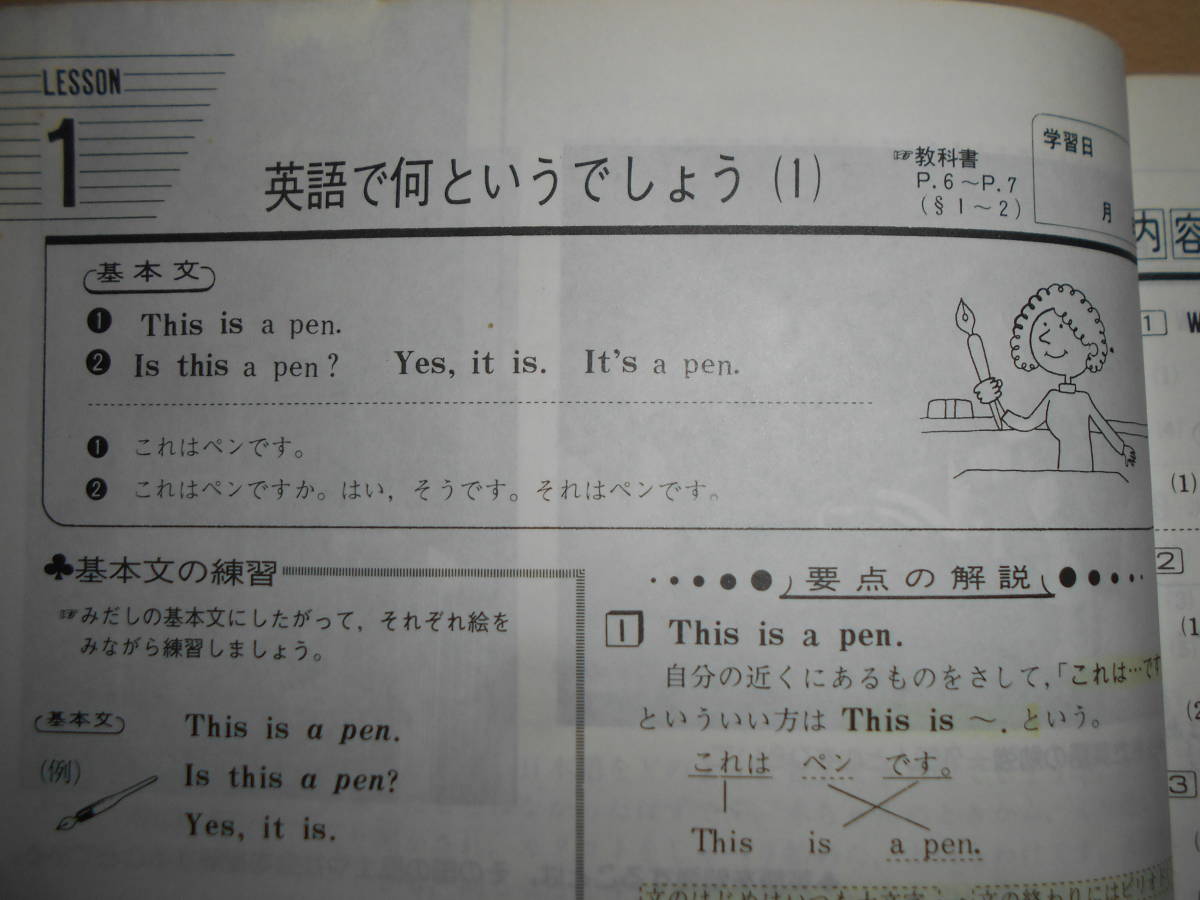 LESSON
1
英語で何というでしょう (1)
☞教科書
P.6～P.7
(§1～2)
学習日
月
基本文
❶ This is a pen.
❷ Is this a pen? Yes, it is. It's a pen.
❶ これはペンです。
❷ これはペンですか。はい，そうです。それはペンです。
♣基本文の練習
☞みだしの基本文にしたがって，それぞれ絵を
みながら練習しましょう。
基本文
This is a pen.
(例)
Is this a pen?
Yes, it is.
要点の解説
1 This is a pen.
自分の近くにあるものをさして，「これは…です
といういい方は This is ～. という。
これは ペン です。
This is a pen.
内容
1 W
(1)
2
(1
(2
3